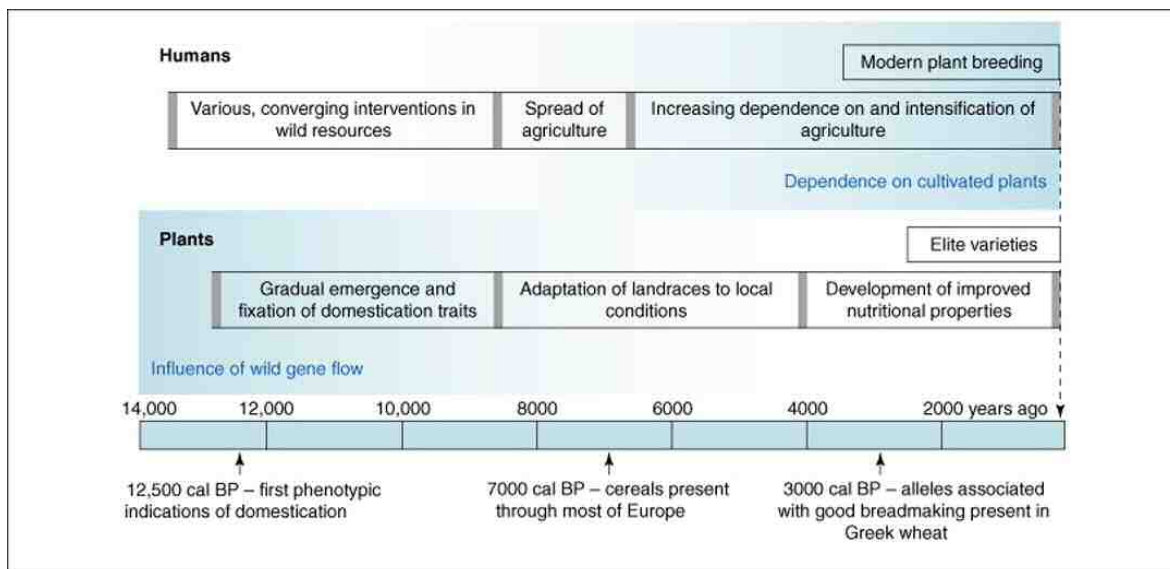 Humans
Modern plant breeding
Various, converging interventions in
wild resources
Spread of
agriculture
Increasing dependence on and intensification of
agriculture
Dependence on cultivated plants
Plants
Elite varieties
Gradual emergence and
fixation of domestication traits
Adaptation of landraces to local
conditions
Development of improved
nutritional properties
Influence of wild gene flow
14,000 12,000 10,000 8000 6000 4000 2000 years ago
12,500 cal BP – first phenotypic
indications of domestication
7000 cal BP – cereals present
through most of Europe
3000 cal BP – alleles associated
with good breadmaking present in
Greek wheat